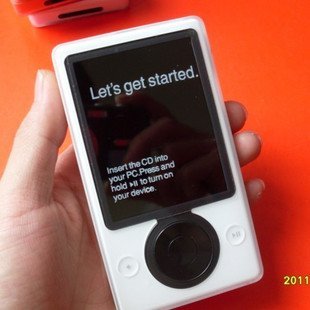 Let's get started.
Insert the CD into
your PC. Press and
hold ⏯ to turn on
your device.
2011